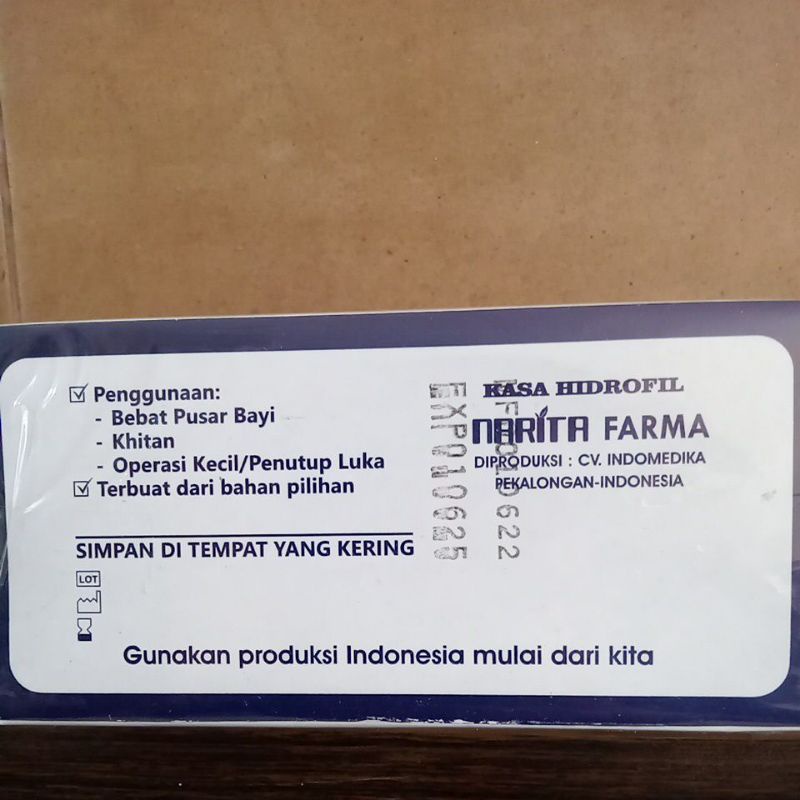 Penggunaan:
- Bebat Pusar Bayi
- Khitan
- Operasi Kecil/Penutup Luka
Terbuat dari bahan pilihan
SIMPAN DI TEMPAT YANG KERING
LOT
KASA HIDROFIL
NARITA FARMA
DIPRODUKSI : CV. INDOMEDIKA
PEKALONGAN-INDONESIA
EXP010625
Gunakan produksi Indonesia mulai dari kita